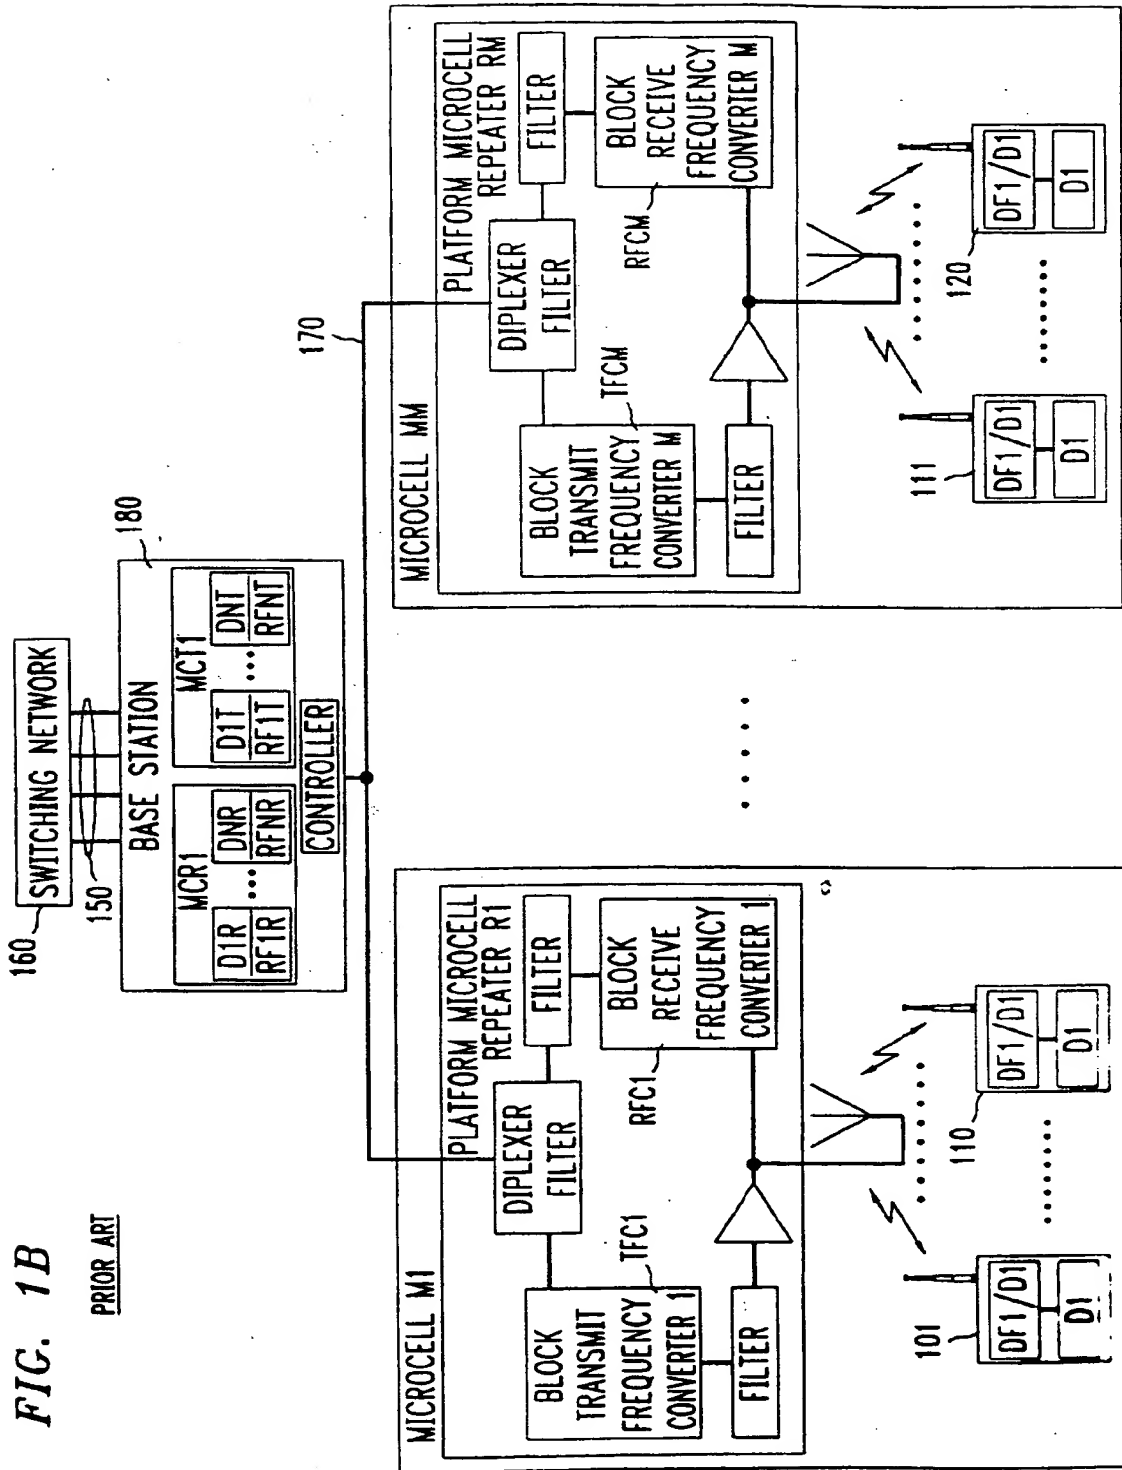 FIG. 1B
PRIOR ART
160
SWITCHING NETWORK
150
180
BASE STATION
MCR1
D1R
RF1R
DNR
RFNR
MCT1
D1T
RF1T
DNT
RFNT
CONTROLLER
170
MICROCELL M1
PLATFORM MICROCELL
REPEATER R1
DIPLEXER
FILTER
FILTER
BLOCK
TRANSMIT
FREQUENCY
CONVERTER 1
TFC1
BLOCK
RECEIVE
FREQUENCY
CONVERTER 1
RFC1
FILTER
101
DF1/D1
D1
110
DF1/D1
D1
MICROCELL MM
PLATFORM MICROCELL
REPEATER RM
DIPLEXER
FILTER
FILTER
BLOCK
TRANSMIT
FREQUENCY
CONVERTER M
TFCM
BLOCK
RECEIVE
FREQUENCY
CONVERTER M
RFCM
FILTER
111
DF1/D1
D1
120
DF1/D1
D1